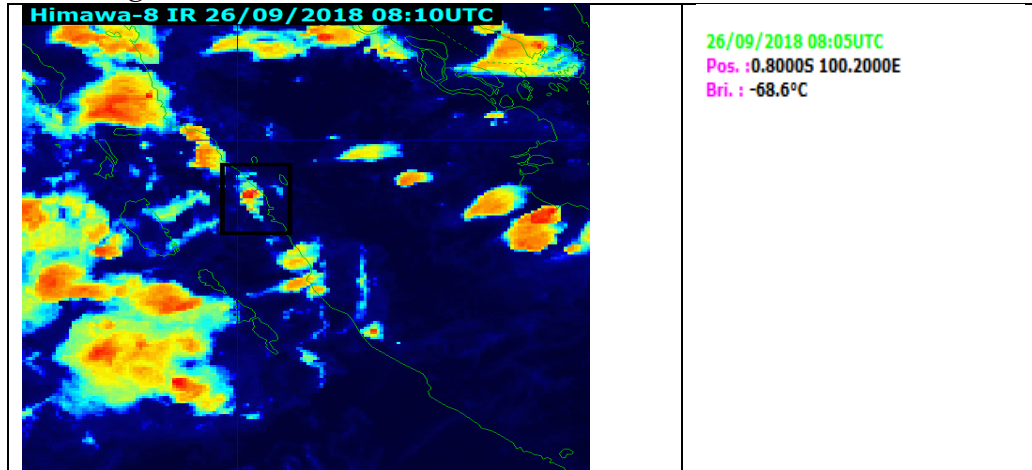 Himawa-8 IR 26/09/2018 08:10UTC
26/09/2018 08:05UTC
Pos. :0.8000S 100.2000E
Bri. : -68.6ºC